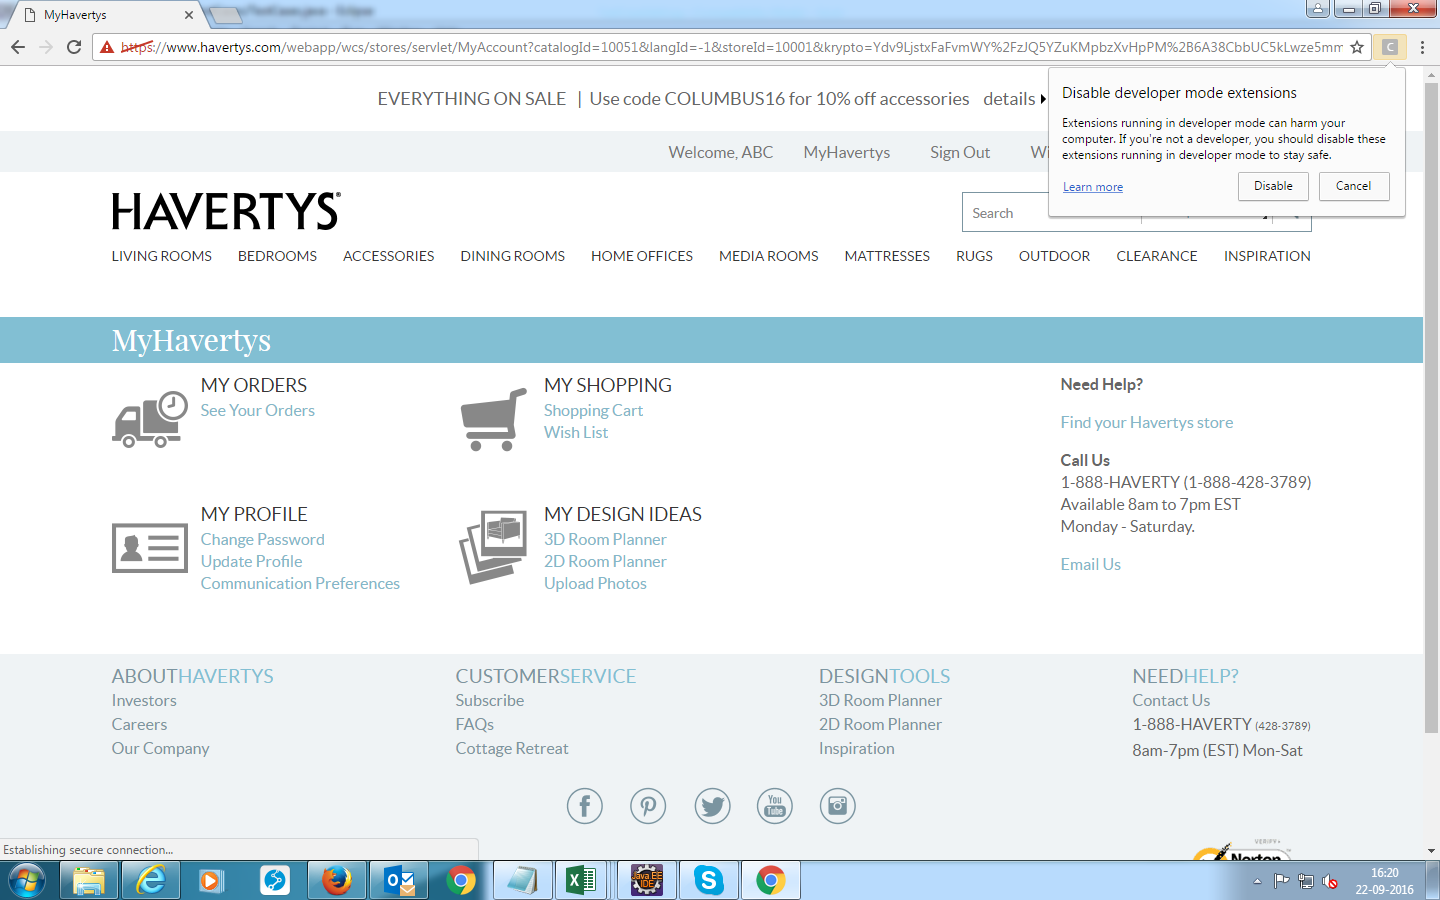 MyHavertys
https://www.havertys.com/webapp/wcs/stores/servlet/MyAccount?catalogId=10051&langId=-1&storeId=10001&krypto=Ydv9LjstxFaFvmWY%2FzJQ5YZuKMpbzXvHpPM%2B6A38CbbUC5kLwze5mm
C
Disable developer mode extensions
Extensions running in developer mode can harm your
computer. If you're not a developer, you should disable these
extensions running in developer mode to stay safe.
Learn more Disable Cancel
EVERYTHING ON SALE | Use code COLUMBUS16 for 10% off accessories details
Welcome, ABC MyHavertys Sign Out
HAVERTYS
Search
LIVING ROOMS BEDROOMS ACCESSORIES DINING ROOMS HOME OFFICES MEDIA ROOMS MATTRESSES RUGS OUTDOOR CLEARANCE INSPIRATION
MyHavertys
MY ORDERS
See Your Orders
MY SHOPPING
Shopping Cart
Wish List
MY PROFILE
Change Password
Update Profile
Communication Preferences
MY DESIGN IDEAS
3D Room Planner
2D Room Planner
Upload Photos
Need Help?
Find your Havertys store
Call Us
1-888-HAVERTY (1-888-428-3789)
Available 8am to 7pm EST
Monday - Saturday.
Email Us
ABOUTHAVERTYS
Investors
Careers
Our Company
CUSTOMERSERVICE
Subscribe
FAQs
Cottage Retreat
DESIGNTOOLS
3D Room Planner
2D Room Planner
Inspiration
NEEDHELP?
Contact Us
1-888-HAVERTY (428-3789)
8am-7pm (EST) Mon-Sat
You
Tube
VERIFY
Norton
Establishing secure connection...
Java EE
IDE
16:20
22-09-2016